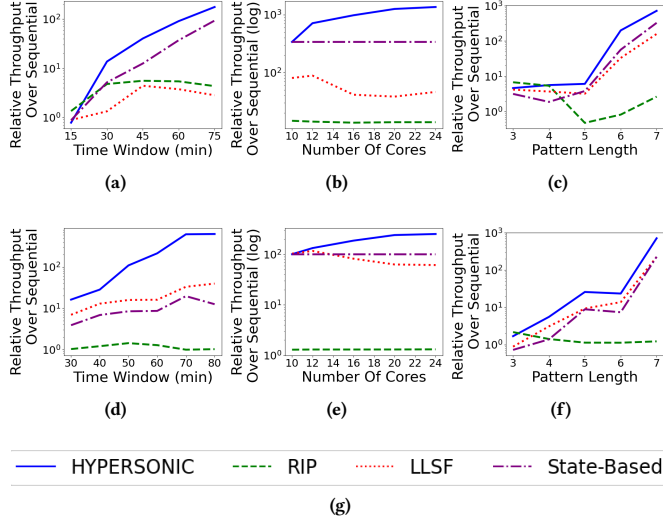 Relative Throughput
Over Sequential
10²
10¹
10⁰
15 30 45 60 75
Time Window (min)
(a)
Relative Throughput
Over Sequential (log)
10³
10²
10 12 14 16 18 20 22 24
Number Of Cores
(b)
Relative Throughput
Over Sequential
10³
10²
10¹
10⁰
3 4 5 6 7
Pattern Length
(c)
Relative Throughput
Over Sequential
10²
10¹
10⁰
30 40 50 60 70 80
Time Window (min)
(d)
Relative Throughput
Over Sequential (log)
10²
10¹
10⁰
10 12 14 16 18 20 22 24
Number Of Cores
(e)
Relative Throughput
Over Sequential
10³
10²
10¹
10⁰
3 4 5 6 7
Pattern Length
(f)
HYPERSONIC RIP LLSF State-Based
(g)